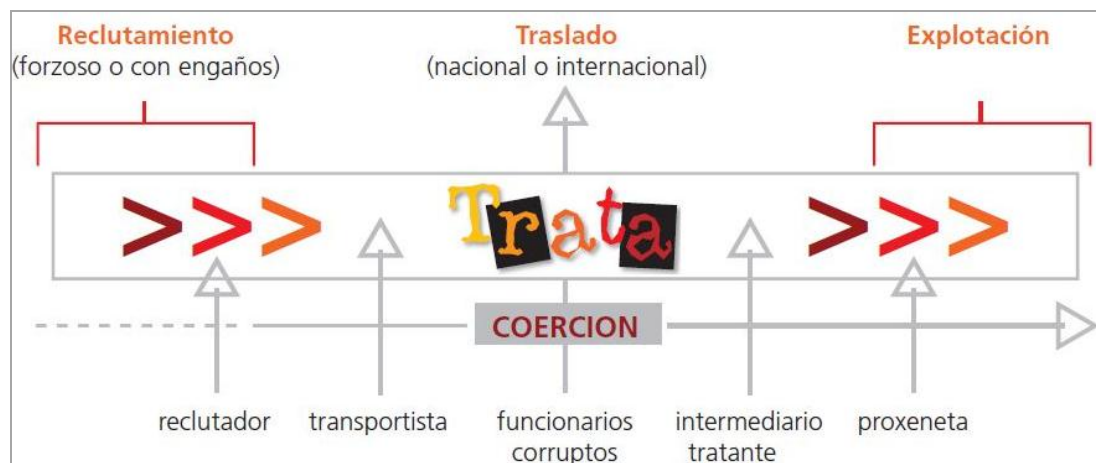 Reclutamiento
(forzoso o con engaños)
Traslado
(nacional o internacional)
Explotación
Trata
COERCION
reclutador
transportista
funcionarios
corruptos
intermediario
tratante
proxeneta